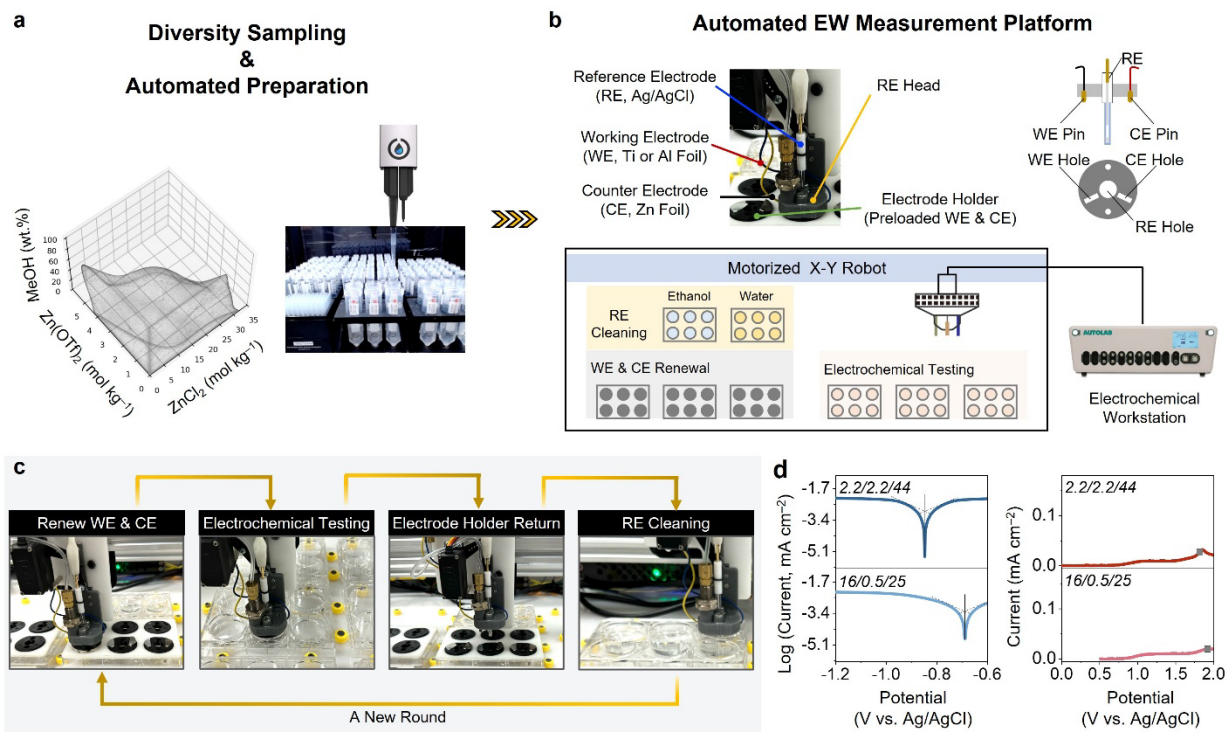 a
Diversity Sampling
&
Automated Preparation
MeOH (wt.%)
100
80
60
40
20
0
Zn(OTf)₂ (mol kg⁻¹)
5
4
3
2
1
0
ZnCl₂ (mol kg⁻¹)
0
5
10
15
20
25
30
35
b
Automated EW Measurement Platform
Reference Electrode
(RE, Ag/AgCl)
Working Electrode
(WE, Ti or Al Foil)
Counter Electrode
(CE, Zn Foil)
RE Head
Electrode Holder
(Preloaded WE & CE)
RE
WE Pin
CE Pin
WE Hole
CE Hole
RE Hole
Motorized X-Y Robot
Ethanol
Water
RE
Cleaning
WE & CE Renewal
Electrochemical Testing
AUTOLAB
Electrochemical
Workstation
c
Renew WE & CE
Electrochemical Testing
Electrode Holder Return
RE Cleaning
A New Round
d
Log (Current, mA cm⁻²)
-1.7
-3.4
-5.1
-1.7
-3.4
-5.1
2.2/2.2/44
16/0.5/25
-1.2
-1.0
-0.8
-0.6
Potential
(V vs. Ag/AgCl)
Current (mA cm⁻²)
0.1
0.0
0.1
0.0
2.2/2.2/44
16/0.5/25
0.0
0.5
1.0
1.5
2.0
Potential
(V vs. Ag/AgCl)